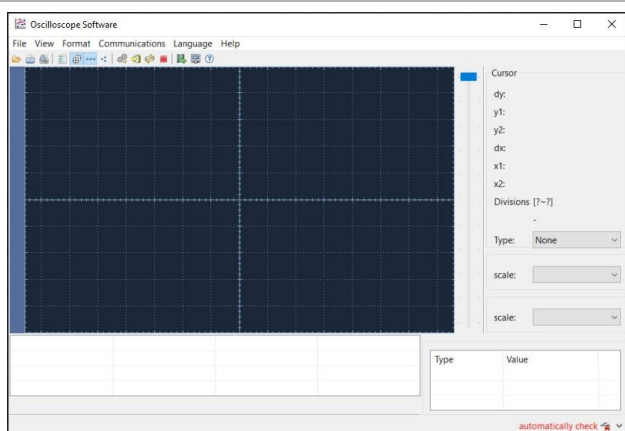 Oscilloscope Software
File View Format Communications Language Help
Cursor
dy:
y1:
y2:
dx:
x1:
x2:
Divisions [?~?]
-
Type: None
scale:
scale:
Type Value
automatically check